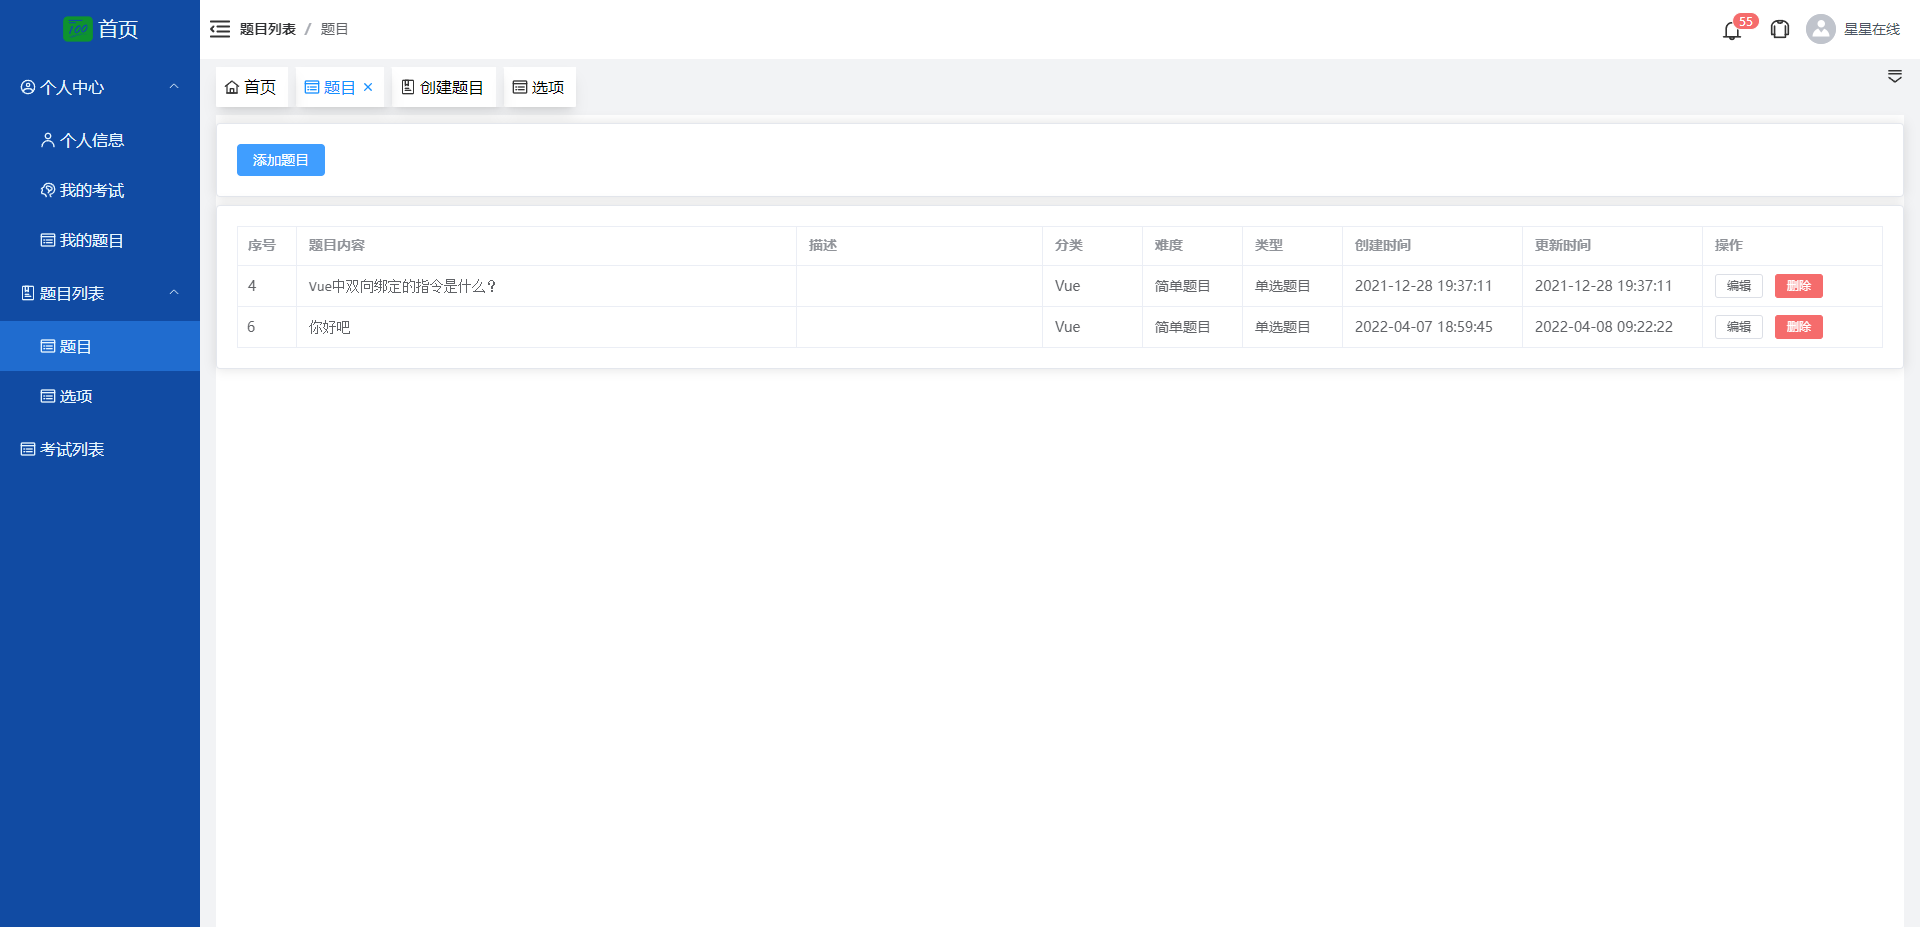 100 首页
个人中心
个人信息
我的考试
我的题目
题目列表
题目
选项
考试列表
题目列表 / 题目
55
星星在线
首页 题目 × 创建题目 选项
添加题目
序号 题目内容 描述 分类 难度 类型 创建时间 更新时间 操作
4 Vue中双向绑定的指令是什么？ Vue 简单题目 单选题目 2021-12-28 19:37:11 2021-12-28 19:37:11 编辑 删除
6 你好吧 Vue 简单题目 单选题目 2022-04-07 18:59:45 2022-04-08 09:22:22 编辑 删除